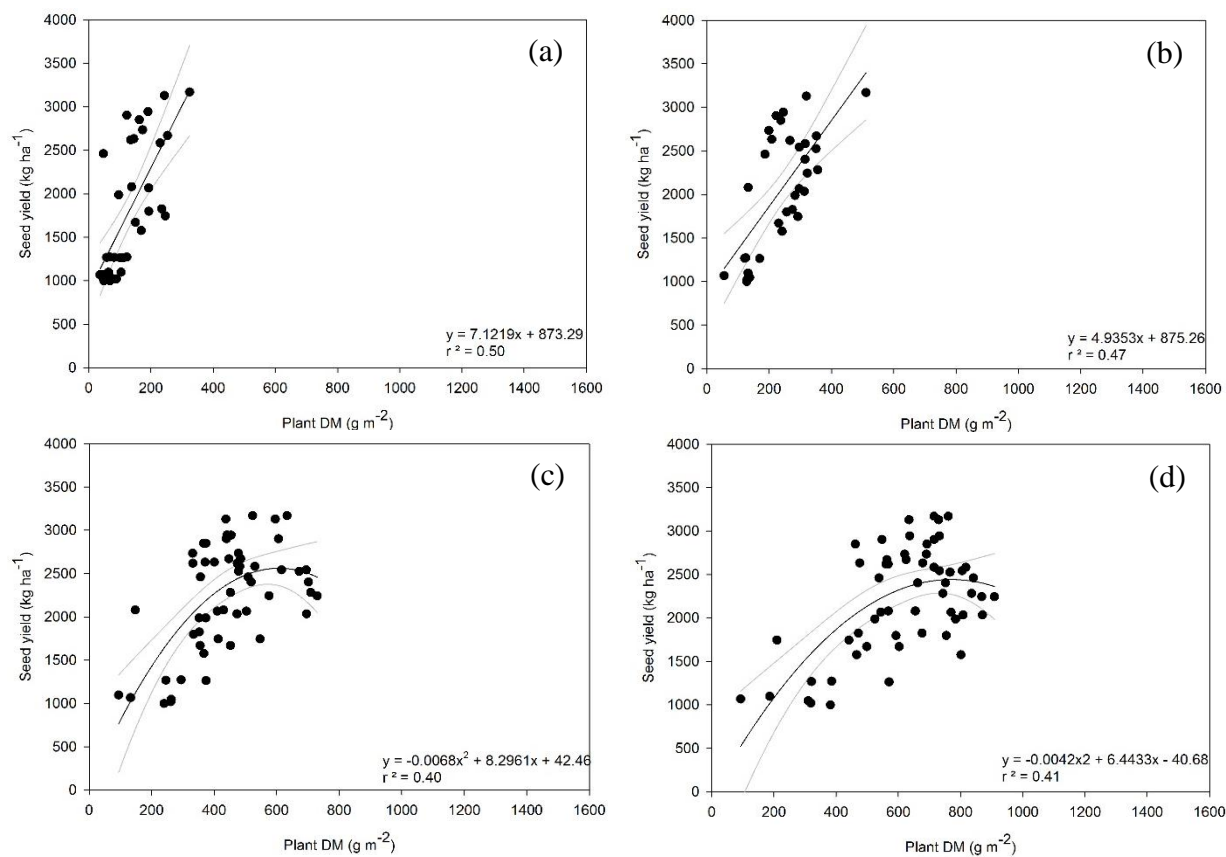 (a)
4000
3500
3000
2500
2000
1500
1000
500
0
Seed yield (kg ha⁻¹)
y = 7.1219x + 873.29
r ² = 0.50
0 200 400 600 800 1000 1200 1400 1600
Plant DM (g m⁻²)
(b)
4000
3500
3000
2500
2000
1500
1000
500
0
Seed yield (kg ha⁻¹)
y = 4.9353x + 875.26
r ² = 0.47
0 200 400 600 800 1000 1200 1400 1600
Plant DM (g m⁻²)
(c)
4000
3500
3000
2500
2000
1500
1000
500
0
Seed yield (kg ha⁻¹)
y = -0.0068x² + 8.2961x + 42.46
r ² = 0.40
0 200 400 600 800 1000 1200 1400 1600
Plant DM (g m⁻²)
(d)
4000
3500
3000
2500
2000
1500
1000
500
0
Seed yield (kg ha⁻¹)
y = -0.0042x2 + 6.4433x - 40.68
r ² = 0.41
0 200 400 600 800 1000 1200 1400 1600
Plant DM (g m⁻²)